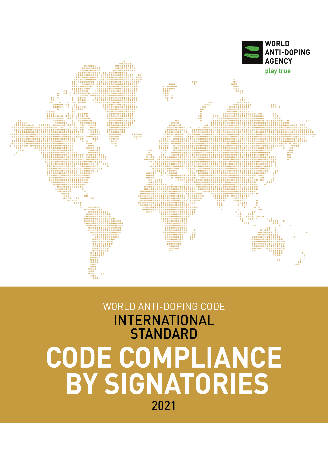 WORLD
ANTI-DOPING
AGENCY
play true
WORLD ANTI-DOPING CODE
INTERNATIONAL
STANDARD
CODE COMPLIANCE
BY SIGNATORIES
2021